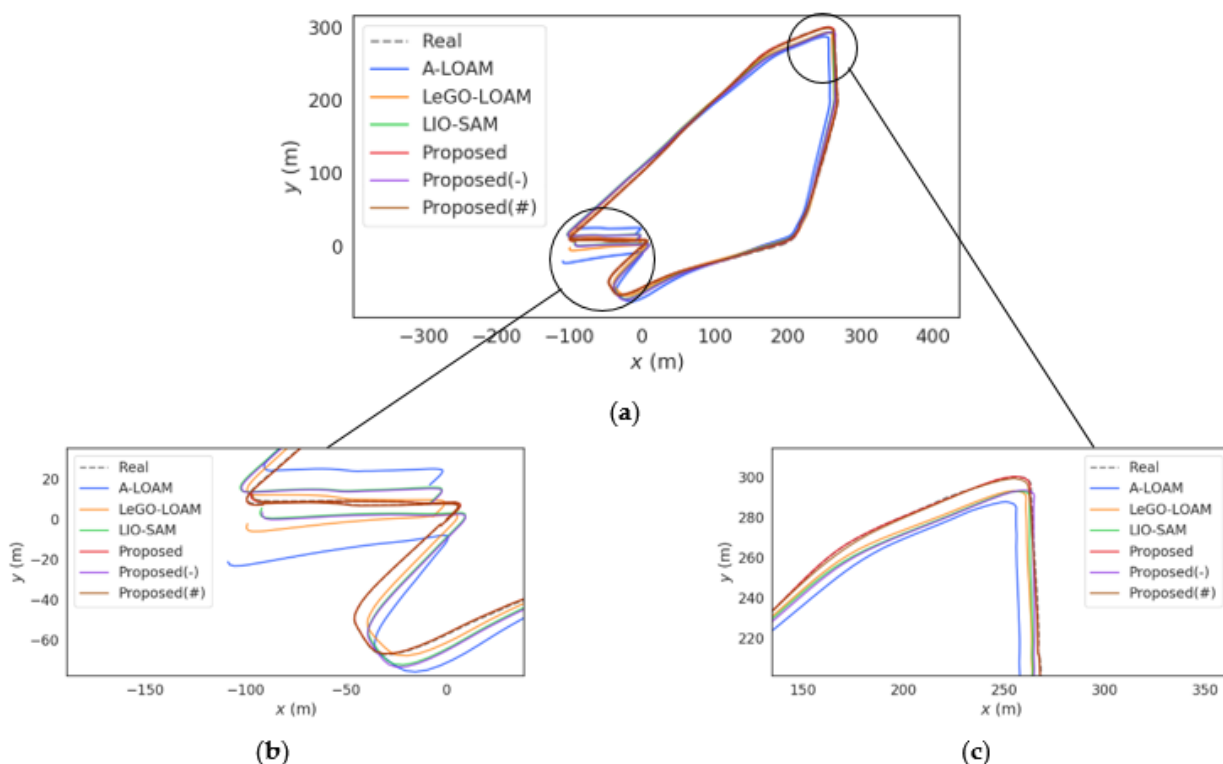 300
200
100
0
y (m)
Real
A-LOAM
LeGO-LOAM
LIO-SAM
Proposed
Proposed(-)
Proposed(#)
−300 −200 −100 0 100 200 300 400
x (m)
(a)
20
0
−20
−40
−60
y (m)
Real
A-LOAM
LeGO-LOAM
LIO-SAM
Proposed
Proposed(-)
Proposed(#)
−150 −100 −50 0
x (m)
(b)
300
280
260
240
220
y (m)
Real
A-LOAM
LeGO-LOAM
LIO-SAM
Proposed
Proposed(-)
Proposed(#)
150 200 250 300 350
x (m)
(c)